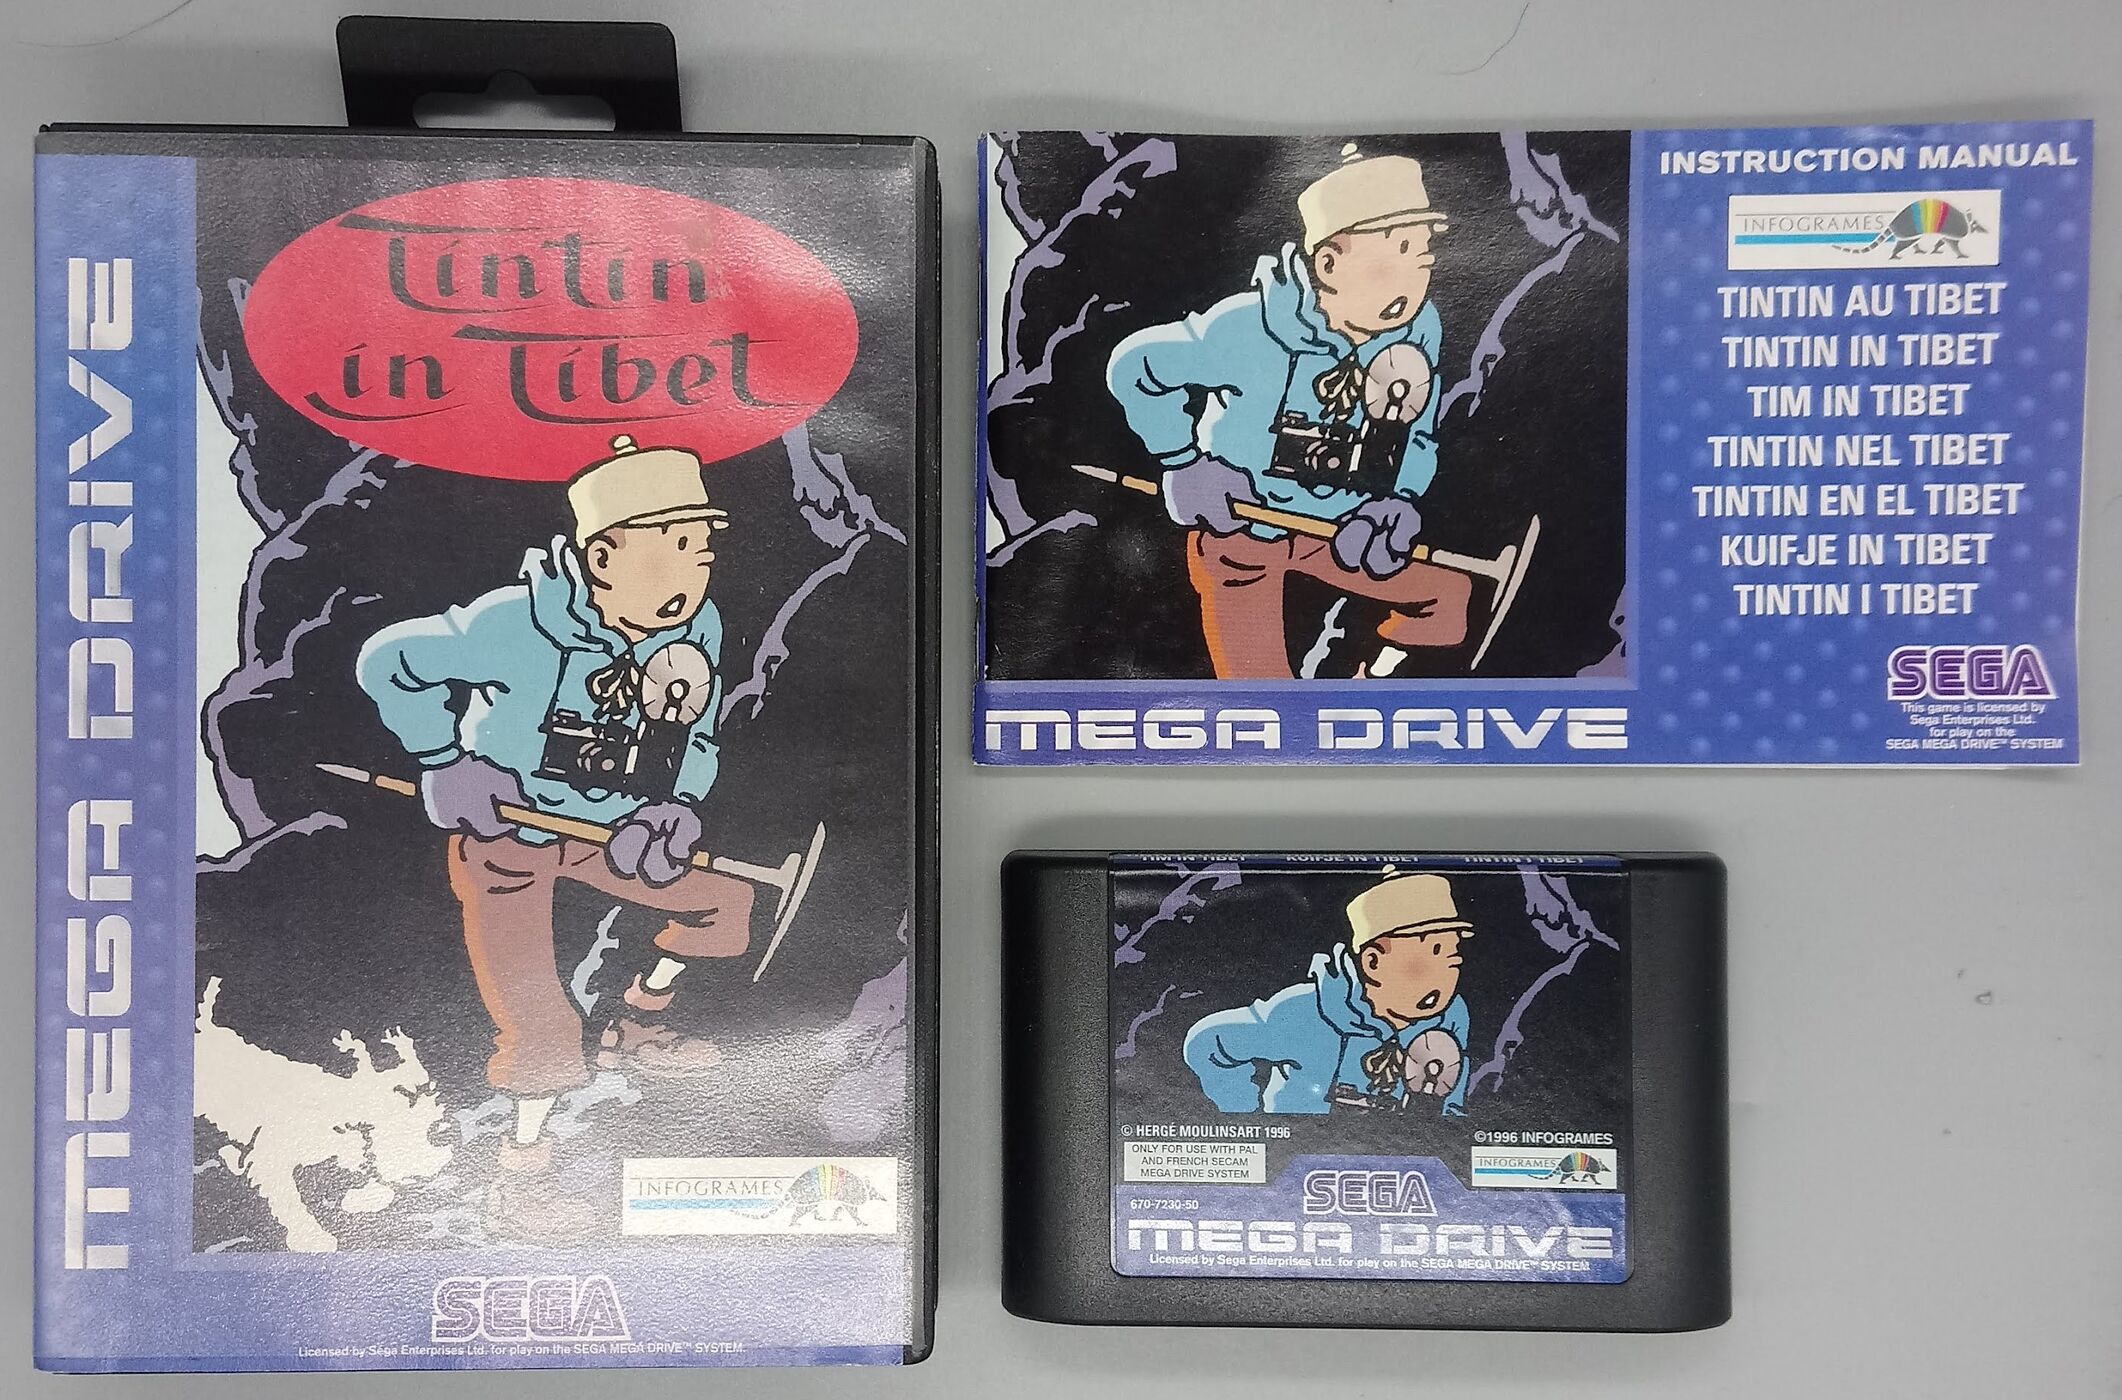 MEGA DRIVE
Tintin
in Tibet
INFOGRAMES
SEGA
Licensed by Sega Enterprises Ltd. for play on the SEGA MEGA DRIVE™ SYSTEM.
INSTRUCTION MANUAL
INFOGRAMES
TINTIN AU TIBET
TINTIN IN TIBET
TIM IN TIBET
TINTIN NEL TIBET
TINTIN EN EL TIBET
KUIFJE IN TIBET
TINTIN I TIBET
SEGA
This game is licensed by
Sega Enterprises Ltd.
for play on the
SEGA MEGA DRIVE™ SYSTEM
MEGA DRIVE
TIM IN TIBET KUIFJE IN TIBET TINTIN I TIBET
© HERGÉ MOULINSART 1996
©1996 INFOGRAMES
ONLY FOR USE WITH PAL
AND FRENCH SECAM
MEGA DRIVE SYSTEM
INFOGRAMES
SEGA
670-7230-50
MEGA DRIVE
Licensed by Sega Enterprises Ltd. for play on the SEGA MEGA DRIVE™ SYSTEM